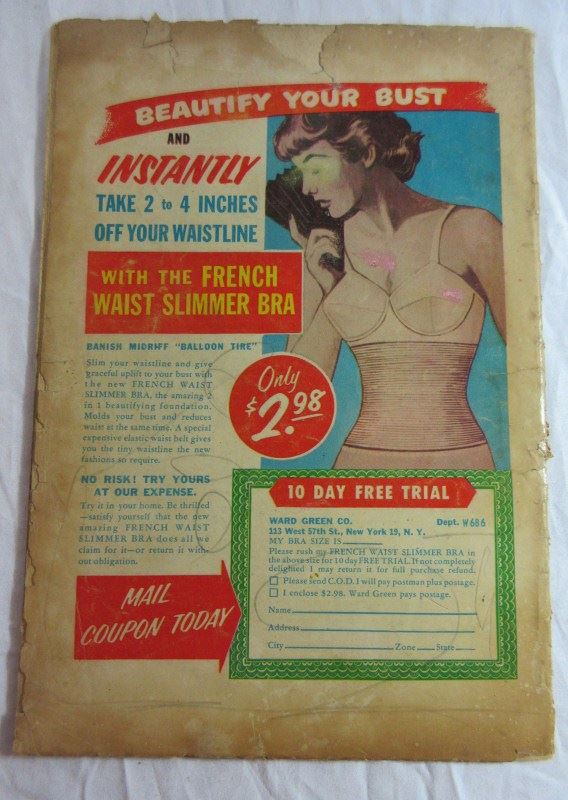 BEAUTIFY YOUR BUST
AND
INSTANTLY
TAKE 2 to 4 INCHES
OFF YOUR WAISTLINE
WITH THE FRENCH
WAIST SLIMMER BRA
BANISH MIDRIFF "BALLOON TIRE"
Slim your waistline and give
graceful uplift to your bust with
the new FRENCH WAIST
SLIMMER BRA, the amazing 2
in 1 beautifying foundation.
Molds your bust and reduces
waist at the same time. A special
expensive elastic waist belt gives
you the tiny waistline the new
fashions so require.
Only
$2.98
NO RISK! TRY YOURS
AT OUR EXPENSE.
Try it in your home. Be thrilled
—satisfy yourself that the new
amazing FRENCH WAIST
SLIMMER BRA does all we
claim for it—or return it with-
out obligation.
MAIL
COUPON TODAY
10 DAY FREE TRIAL
WARD GREEN CO. Dept. W686
113 West 57th St., New York 19, N. Y.
MY BRA SIZE IS
Please rush my FRENCH WAIST SLIMMER BRA in
the above size for 10 day FREE TRIAL. If not completely
delighted I may return it for full purchase refund.
Please send C.O.D. I will pay postman plus postage.
I enclose $2.98. Ward Green pays postage.
Name
Address
City Zone State